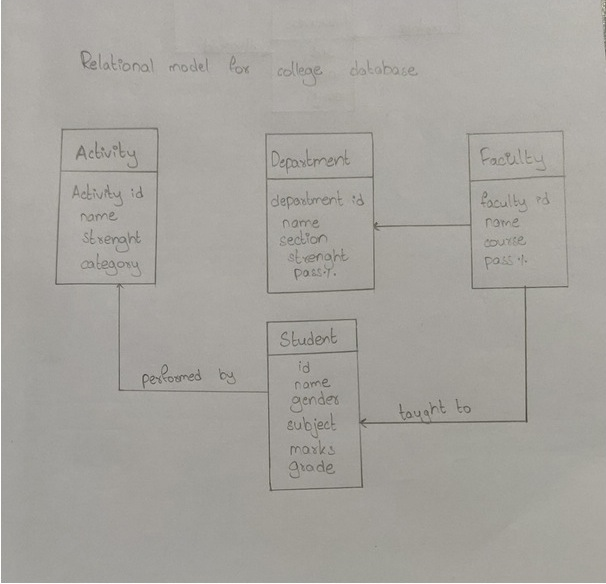 Relational model for college database
Activity
Activity id
name
strenght
category
Department
department id
name
section
strenght
pass%
Faculty
faculty id
name
course
pass%
Student
id
name
gender
subject
marks
grade
performed by
taught to